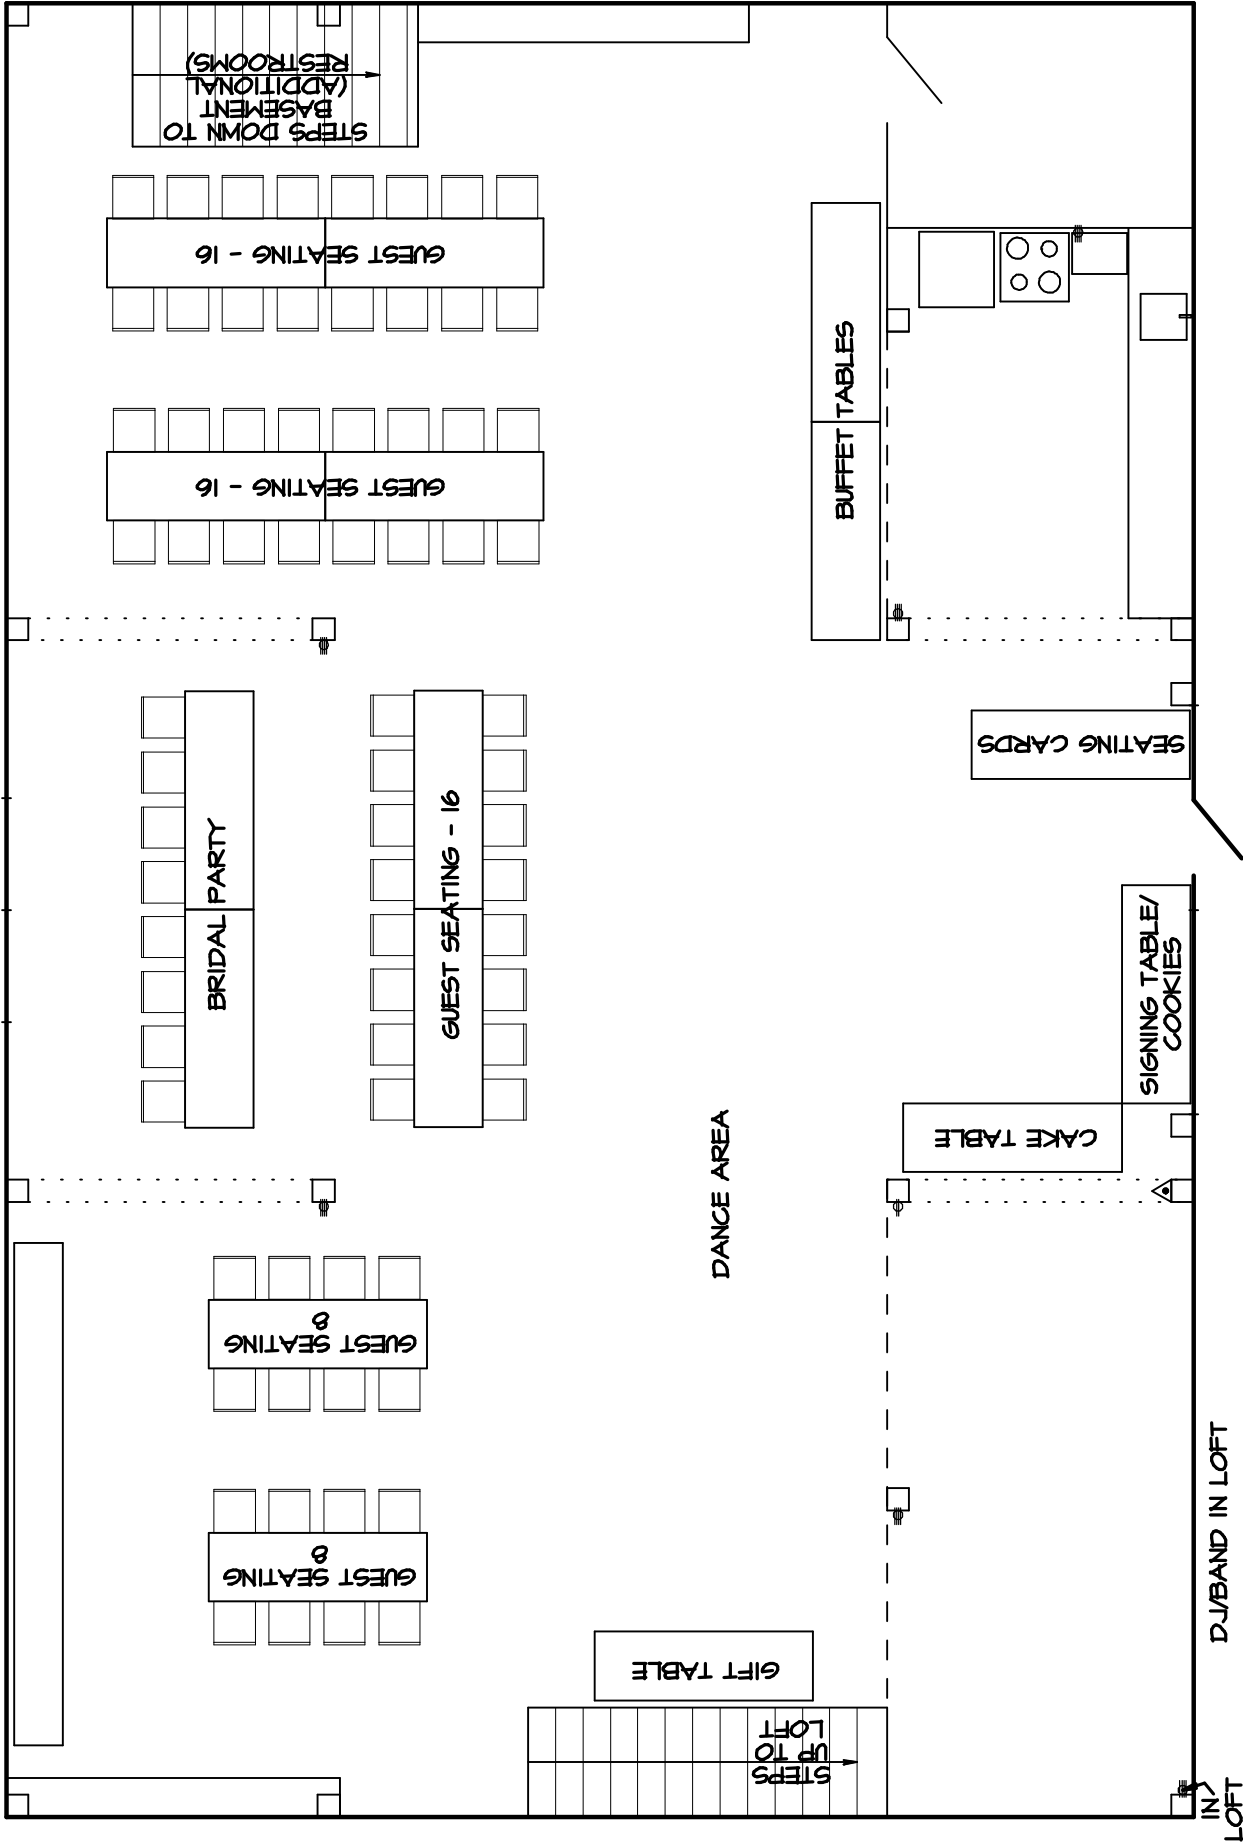 STEPS DOWN TO
BASEMENT
(ADDITIONAL
RESTROOMS)
GUEST SEATING - 16
GUEST SEATING - 16
BUFFET TABLES
SEATING CARDS
BRIDAL PARTY
GUEST SEATING - 16
SIGNING TABLE/
COOKIES
CAKE TABLE
DANCE AREA
GUEST SEATING
8
GUEST SEATING
8
GIFT TABLE
STEPS
UP TO
LOFT
DJ/BAND IN LOFT
IN
LOFT